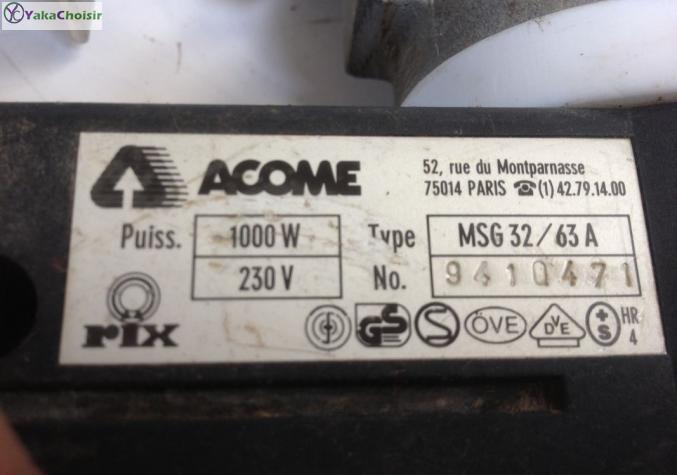 YakaChoisir
ACOME
52, rue du Montparnasse
75014 PARIS ☎(1) 42.79.14.00
Puiss. 1000 W Type MSG 32/63 A
230 V No. 9410471
rix GS S ÖVE DVE +S HR 4